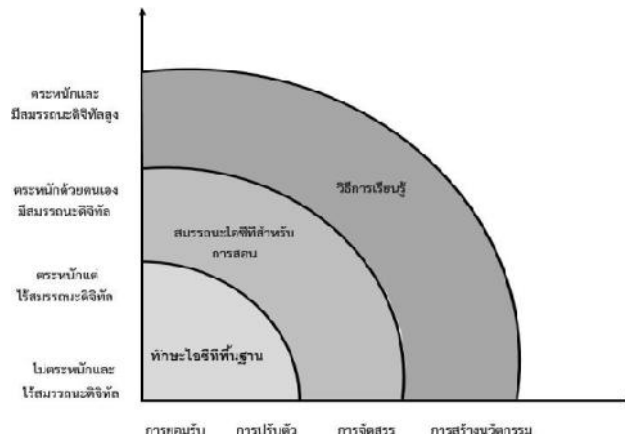 ตระหนักและ
มีสมรรถนะดิจิทัลสูง
วิธีการเรียนรู้
ตระหนักด้วยตนเอง
มีสมรรถนะดิจิทัล
สมรรถนะไอซีทีสำหรับ
การสอน
ตระหนักแต่
ไร้สมรรถนะดิจิทัล
ทักษะไอซีทีพื้นฐาน
ไม่ตระหนักและ
ไร้สมรรถนะดิจิทัล
การยอมรับ การปรับตัว การจัดสรร การสร้างนวัตกรรม